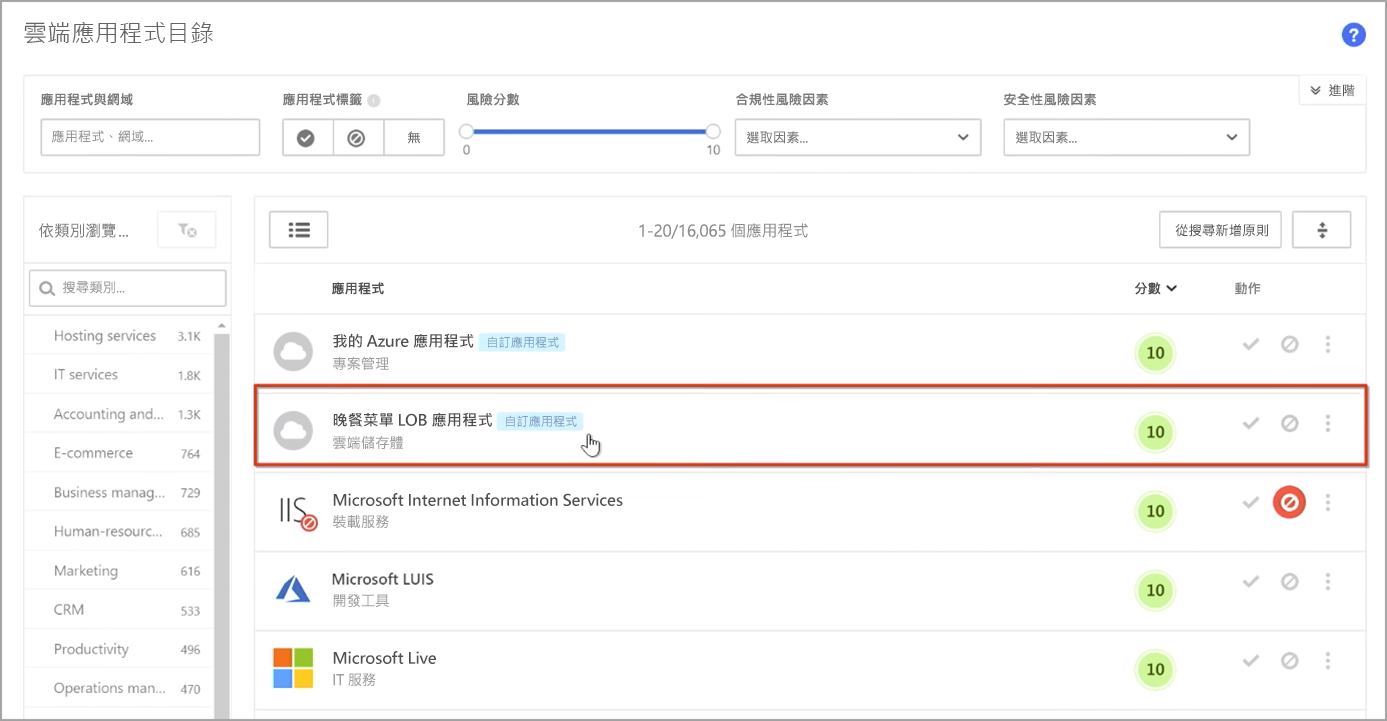 雲端應用程式目錄
?
應用程式與網域
應用程式標籤
風險分數
合規性風險因素
安全性風險因素
進階
應用程式、網域...
無
0
10
選取因素...
選取因素...
依類別瀏覽...
1-20/16,065 個應用程式
從搜尋新增原則
搜尋類別...
應用程式
分數
動作
Hosting services 3.1K
IT services 1.8K
Accounting and... 1.3K
E-commerce 764
Business manag... 729
Human-resourc... 685
Marketing 616
CRM 533
Productivity 496
Operations man... 470
我的 Azure 應用程式 自訂應用程式
專案管理
10
晚餐菜單 LOB 應用程式 自訂應用程式
雲端儲存體
10
IIS
Microsoft Internet Information Services
裝載服務
10
Microsoft LUIS
開發工具
10
Microsoft Live
IT 服務
10